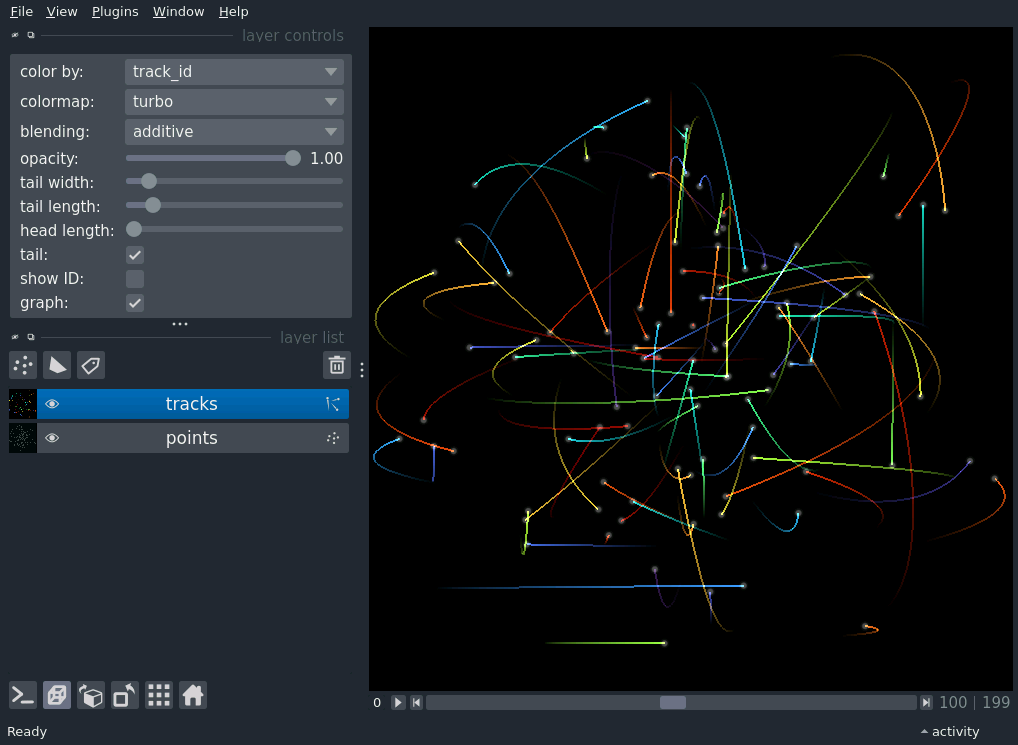 File View Plugins Window Help
layer controls
color by: track_id
colormap: turbo
blending: additive
opacity: 1.00
tail width:
tail length:
head length:
tail:
show ID:
graph:
layer list
tracks
points
0 100 | 199
Ready activity